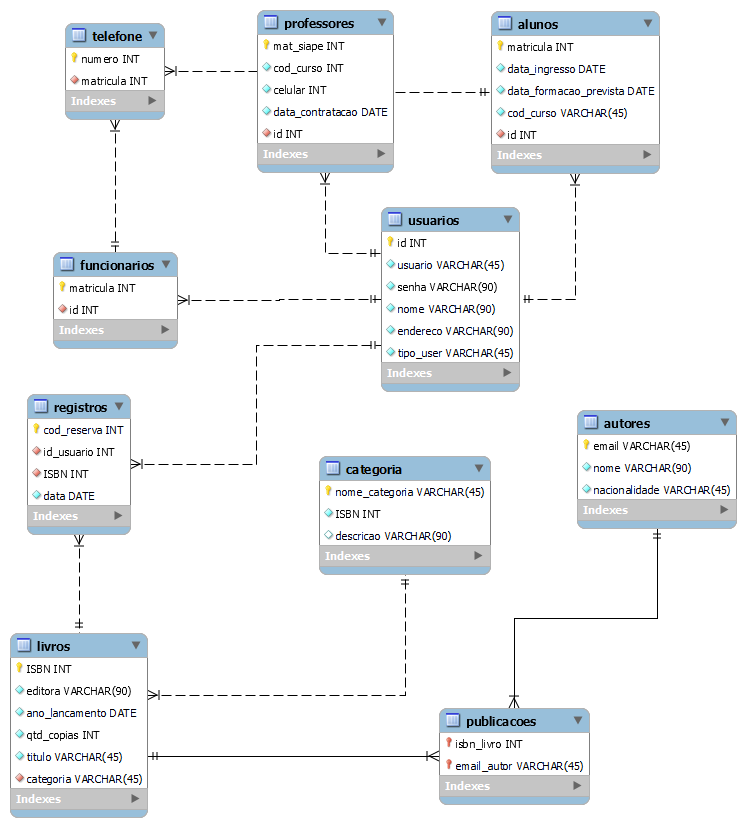 telefone
numero INT
matricula INT
Indexes
professores
mat_siape INT
cod_curso INT
celular INT
data_contratacao DATE
id INT
Indexes
alunos
matricula INT
data_ingresso DATE
data_formacao_prevista DATE
cod_curso VARCHAR(45)
id INT
Indexes
funcionarios
matricula INT
id INT
Indexes
usuarios
id INT
usuario VARCHAR(45)
senha VARCHAR(90)
nome VARCHAR(90)
endereco VARCHAR(90)
tipo_user VARCHAR(45)
Indexes
registros
cod_reserva INT
id_usuario INT
ISBN INT
data DATE
Indexes
categoria
nome_categoria VARCHAR(45)
ISBN INT
descricao VARCHAR(90)
Indexes
autores
email VARCHAR(45)
nome VARCHAR(90)
nacionalidade VARCHAR(45)
Indexes
livros
ISBN INT
editora VARCHAR(90)
ano_lancamento DATE
qtd_copias INT
titulo VARCHAR(45)
categoria VARCHAR(45)
Indexes
publicacoes
isbn_livro INT
email_autor VARCHAR(45)
Indexes